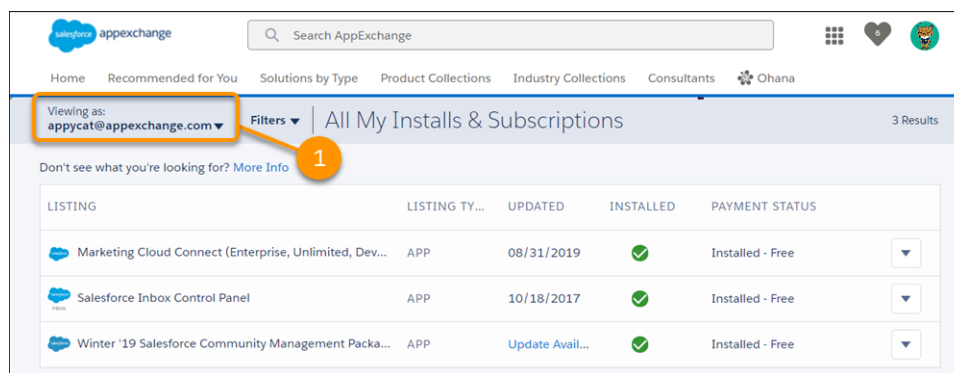 salesforce appexchange Search AppExchange 6
Home Recommended for You Solutions by Type Product Collections Industry Collections Consultants Ohana
Viewing as:
appycat@appexchange.com Filters All My Installs & Subscriptions 3 Results
1
Don't see what you're looking for? More Info
LISTING LISTING TY... UPDATED INSTALLED PAYMENT STATUS
Marketing Cloud Connect (Enterprise, Unlimited, Dev... APP 08/31/2019 Installed - Free
Salesforce Inbox Control Panel APP 10/18/2017 Installed - Free
inbox
Winter '19 Salesforce Community Management Packa... APP Update Avail... Installed - Free